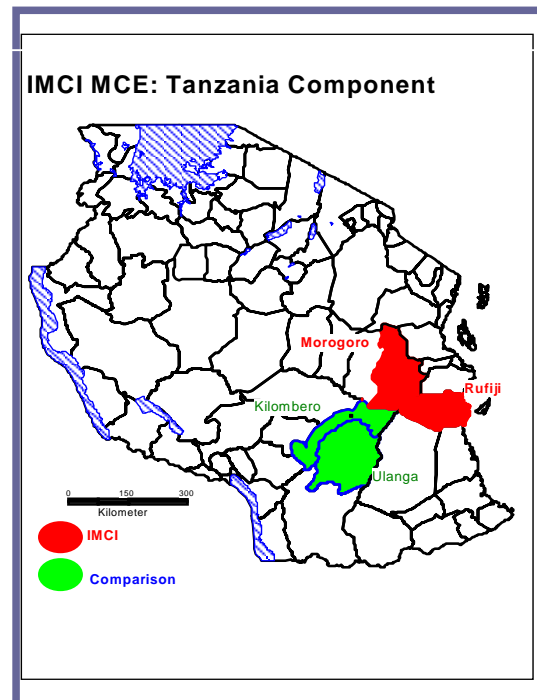 IMCI MCE: Tanzania Component
Morogoro
Rufiji
Kilombero
Ulanga
0 150 300
Kilometer
IMCI
Comparison